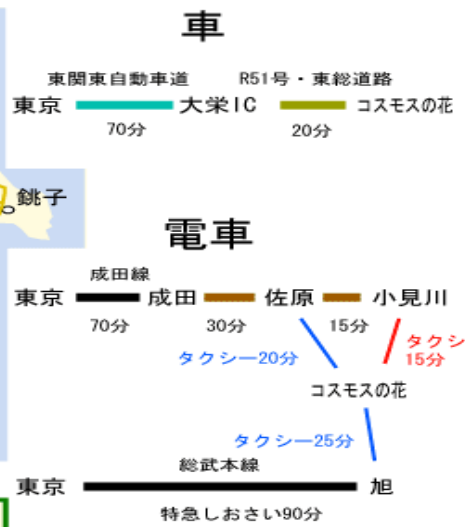 車
東関東自動車道 R51号・東総道路
東京 大栄IC コスモスの花
70分 20分
銚子
電車
成田線
東京 成田 佐原 小見川
70分 30分 15分
タクシー20分
タクシ
15分
コスモスの花
タクシー25分
総武本線
東京 旭
特急しおさい90分